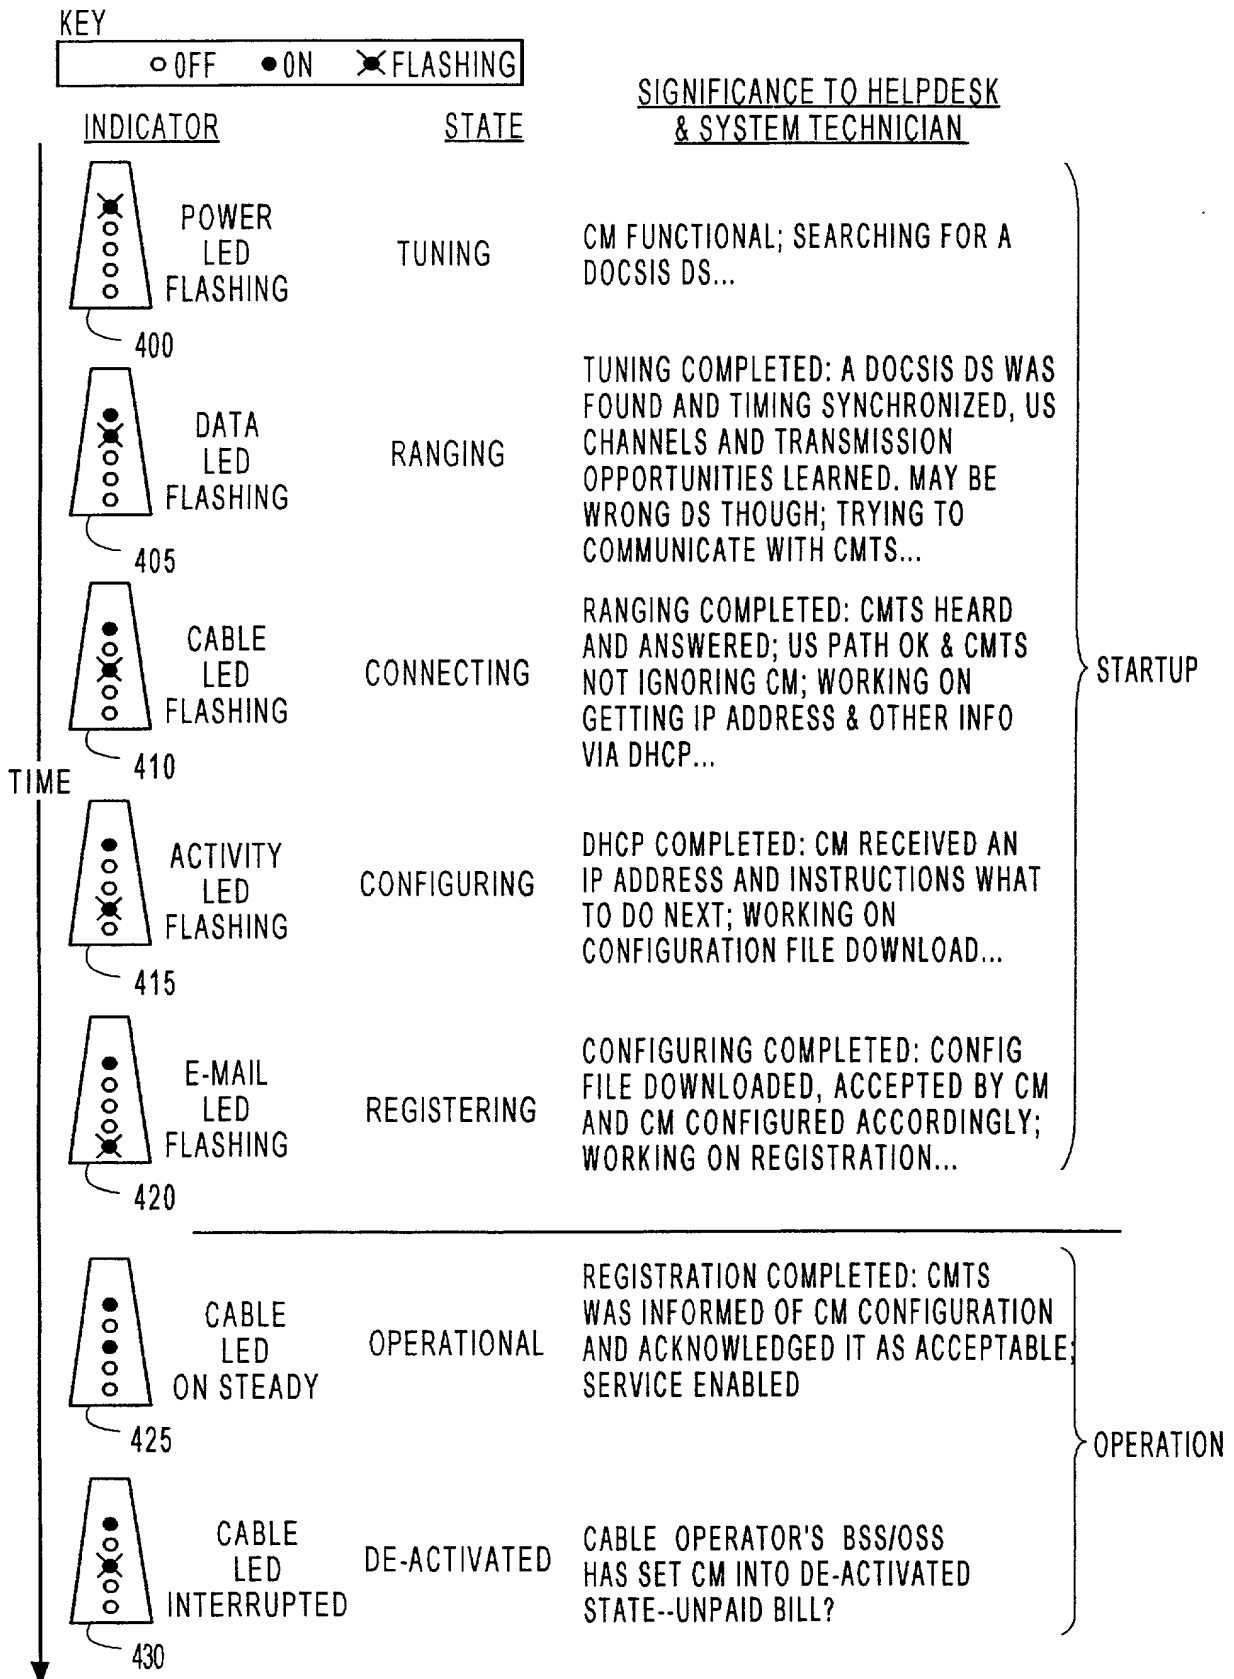 KEY
OFF ON FLASHING
INDICATOR
STATE
SIGNIFICANCE TO HELPDESK
& SYSTEM TECHNICIAN
POWER
LED
FLASHING
400
TUNING
CM FUNCTIONAL; SEARCHING FOR A
DOCSIS DS...
DATA
LED
FLASHING
405
RANGING
TUNING COMPLETED: A DOCSIS DS WAS
FOUND AND TIMING SYNCHRONIZED, US
CHANNELS AND TRANSMISSION
OPPORTUNITIES LEARNED. MAY BE
WRONG DS THOUGH; TRYING TO
COMMUNICATE WITH CMTS...
CABLE
LED
FLASHING
410
CONNECTING
RANGING COMPLETED: CMTS HEARD
AND ANSWERED; US PATH OK & CMTS
NOT IGNORING CM; WORKING ON
GETTING IP ADDRESS & OTHER INFO
VIA DHCP...
STARTUP
TIME
ACTIVITY
LED
FLASHING
415
CONFIGURING
DHCP COMPLETED: CM RECEIVED AN
IP ADDRESS AND INSTRUCTIONS WHAT
TO DO NEXT; WORKING ON
CONFIGURATION FILE DOWNLOAD...
E-MAIL
LED
FLASHING
420
REGISTERING
CONFIGURING COMPLETED: CONFIG
FILE DOWNLOADED, ACCEPTED BY CM
AND CM CONFIGURED ACCORDINGLY;
WORKING ON REGISTRATION...
CABLE
LED
ON STEADY
425
OPERATIONAL
REGISTRATION COMPLETED: CMTS
WAS INFORMED OF CM CONFIGURATION
AND ACKNOWLEDGED IT AS ACCEPTABLE;
SERVICE ENABLED
OPERATION
CABLE
LED
INTERRUPTED
430
DE-ACTIVATED
CABLE OPERATOR'S BSS/OSS
HAS SET CM INTO DE-ACTIVATED
STATE--UNPAID BILL?